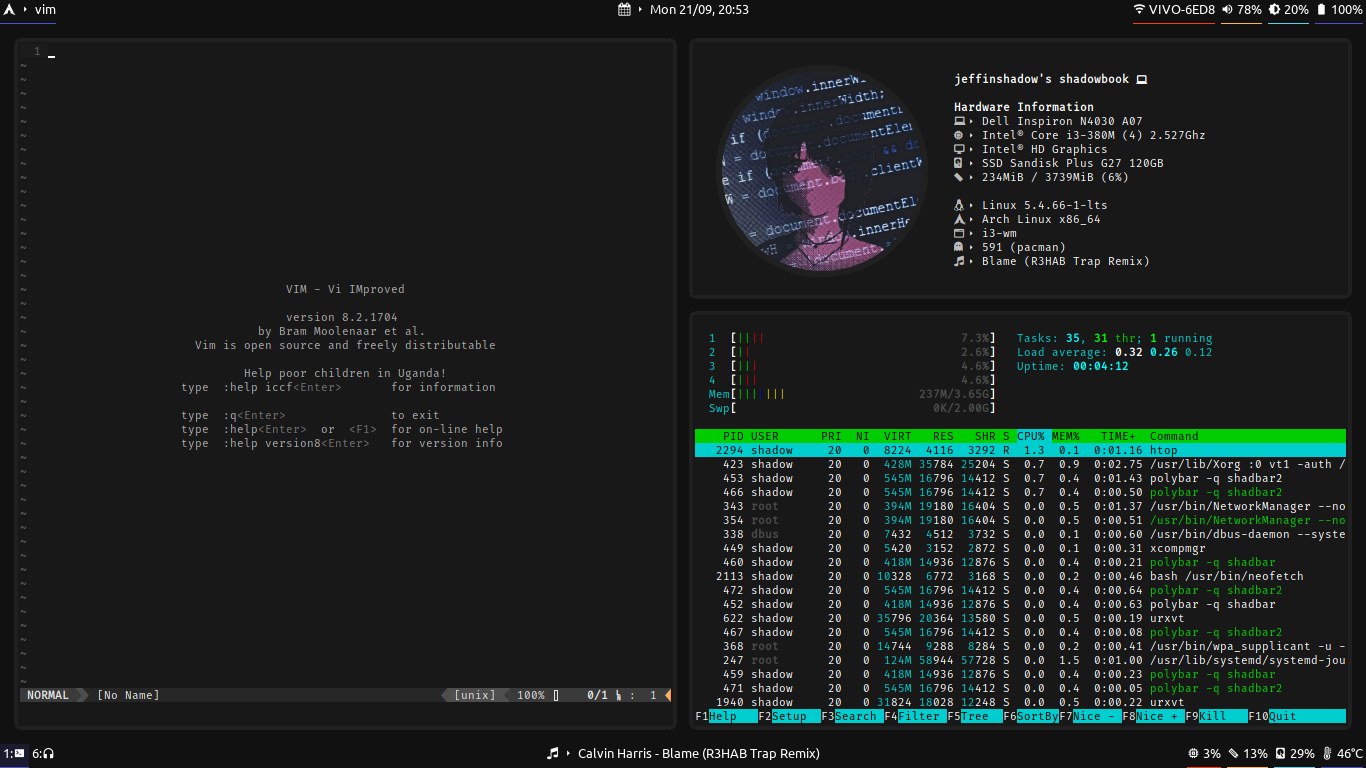 vim
Mon 21/09, 20:53
VIVO-6ED8 78% 20% 100%
1
VIM - Vi IMproved
version 8.2.1704
by Bram Moolenaar et al.
Vim is open source and freely distributable
Help poor children in Uganda!
type :help iccf<Enter> for information
type :q<Enter> to exit
type :help<Enter> or <F1> for on-line help
type :help version8<Enter> for version info
NORMAL [No Name] [unix] 100% 0/1 : 1
window.innerW
window.innerWidth;
if (document.document
= document.documentElem
document.body.clientW
= document.documentEl
jeffinshadow's shadowbook
Hardware Information
Dell Inspiron N4030 A07
Intel® Core i3-380M (4) 2.527Ghz
Intel® HD Graphics
SSD Sandisk Plus G27 120GB
234MiB / 3739MiB (6%)
Linux 5.4.66-1-lts
Arch Linux x86_64
i3-wm
591 (pacman)
Blame (R3HAB Trap Remix)
1 [|||| 7.3%] Tasks: 35, 31 thr; 1 running
2 [|| 2.6%] Load average: 0.32 0.26 0.12
3 [||| 4.6%] Uptime: 00:04:12
4 [||| 4.6%]
Mem[||||||| 237M/3.65G]
Swp[ 0K/2.00G]
PID USER PRI NI VIRT RES SHR S CPU% MEM% TIME+ Command
2294 shadow 20 0 8224 4116 3292 R 1.3 0.1 0:01.16 htop
423 shadow 20 0 428M 35784 25204 S 0.7 0.9 0:02.75 /usr/lib/Xorg :0 vt1 -auth /
453 shadow 20 0 545M 16796 14412 S 0.7 0.4 0:01.43 polybar -q shadbar2
466 shadow 20 0 545M 16796 14412 S 0.7 0.4 0:00.50 polybar -q shadbar2
343 root 20 0 394M 19180 16404 S 0.0 0.5 0:01.37 /usr/bin/NetworkManager --no
354 root 20 0 394M 19180 16404 S 0.0 0.5 0:00.51 /usr/bin/NetworkManager --no
338 dbus 20 0 7432 4512 3732 S 0.0 0.1 0:00.60 /usr/bin/dbus-daemon --syste
449 shadow 20 0 5420 3152 2872 S 0.0 0.1 0:00.31 xcompmgr
460 shadow 20 0 418M 14936 12876 S 0.0 0.4 0:00.21 polybar -q shadbar
2113 shadow 20 0 10328 6772 3168 S 0.0 0.2 0:00.46 bash /usr/bin/neofetch
472 shadow 20 0 545M 16796 14412 S 0.0 0.4 0:00.64 polybar -q shadbar2
452 shadow 20 0 418M 14936 12876 S 0.0 0.4 0:00.63 polybar -q shadbar
622 shadow 20 0 35796 20364 13580 S 0.0 0.5 0:00.19 urxvt
467 shadow 20 0 545M 16796 14412 S 0.0 0.4 0:00.08 polybar -q shadbar2
368 root 20 0 14744 9288 8284 S 0.0 0.2 0:00.41 /usr/bin/wpa_supplicant -u -
247 root 20 0 124M 58944 57728 S 0.0 1.5 0:01.00 /usr/lib/systemd/systemd-jou
459 shadow 20 0 418M 14936 12876 S 0.0 0.4 0:00.23 polybar -q shadbar
471 shadow 20 0 545M 16796 14412 S 0.0 0.4 0:00.05 polybar -q shadbar2
1940 shadow 20 0 31824 18028 12248 S 0.0 0.5 0:00.22 urxvt
F1Help F2Setup F3Search F4Filter F5Tree F6SortBy F7Nice - F8Nice + F9Kill F10Quit
1: 6:
Calvin Harris - Blame (R3HAB Trap Remix)
3% 13% 29% 46°C